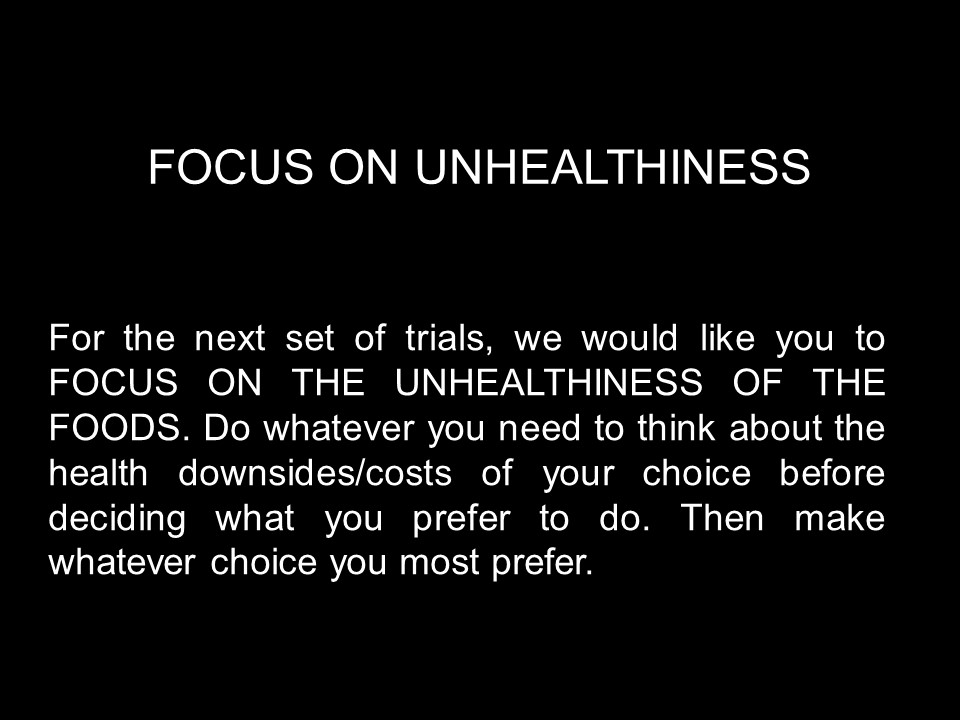 FOCUS ON UNHEALTHINESS
For the next set of trials, we would like you to
FOCUS ON THE UNHEALTHINESS OF THE
FOODS. Do whatever you need to think about the
health downsides/costs of your choice before
deciding what you prefer to do. Then make
whatever choice you most prefer.